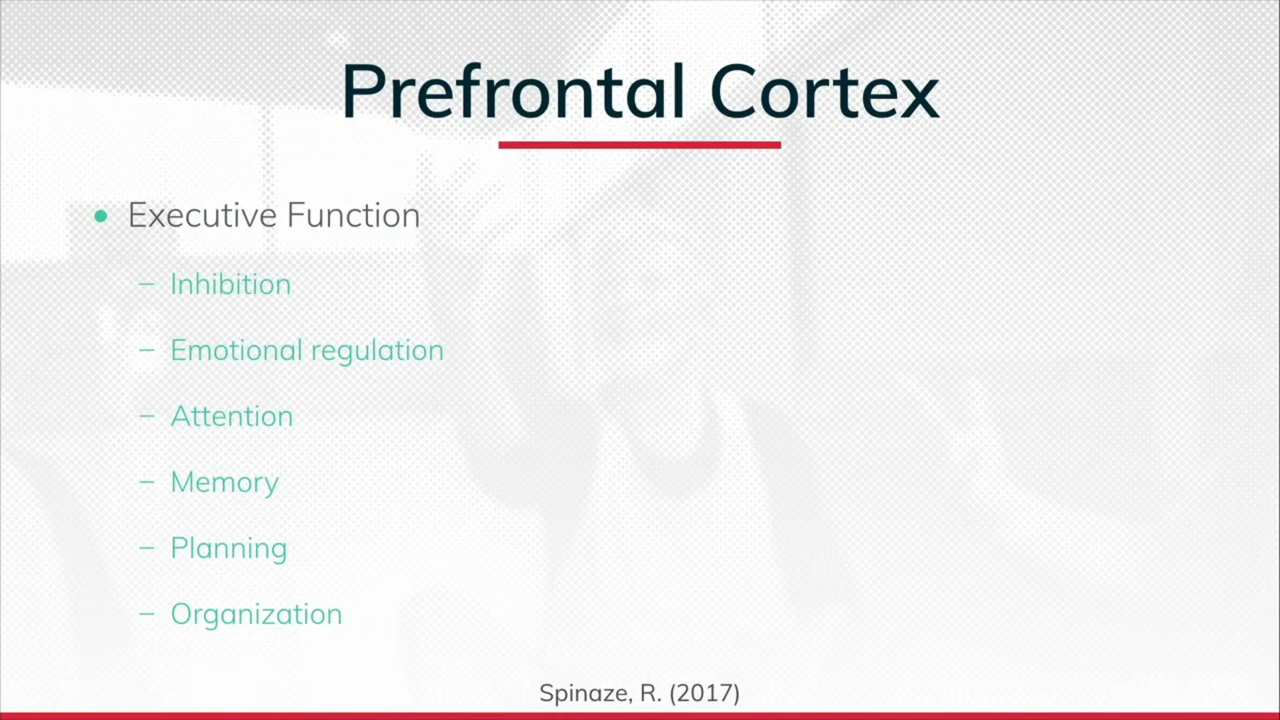 Prefrontal Cortex
• Executive Function
– Inhibition
– Emotional regulation
– Attention
– Memory
– Planning
– Organization
Spinaze, R. (2017)